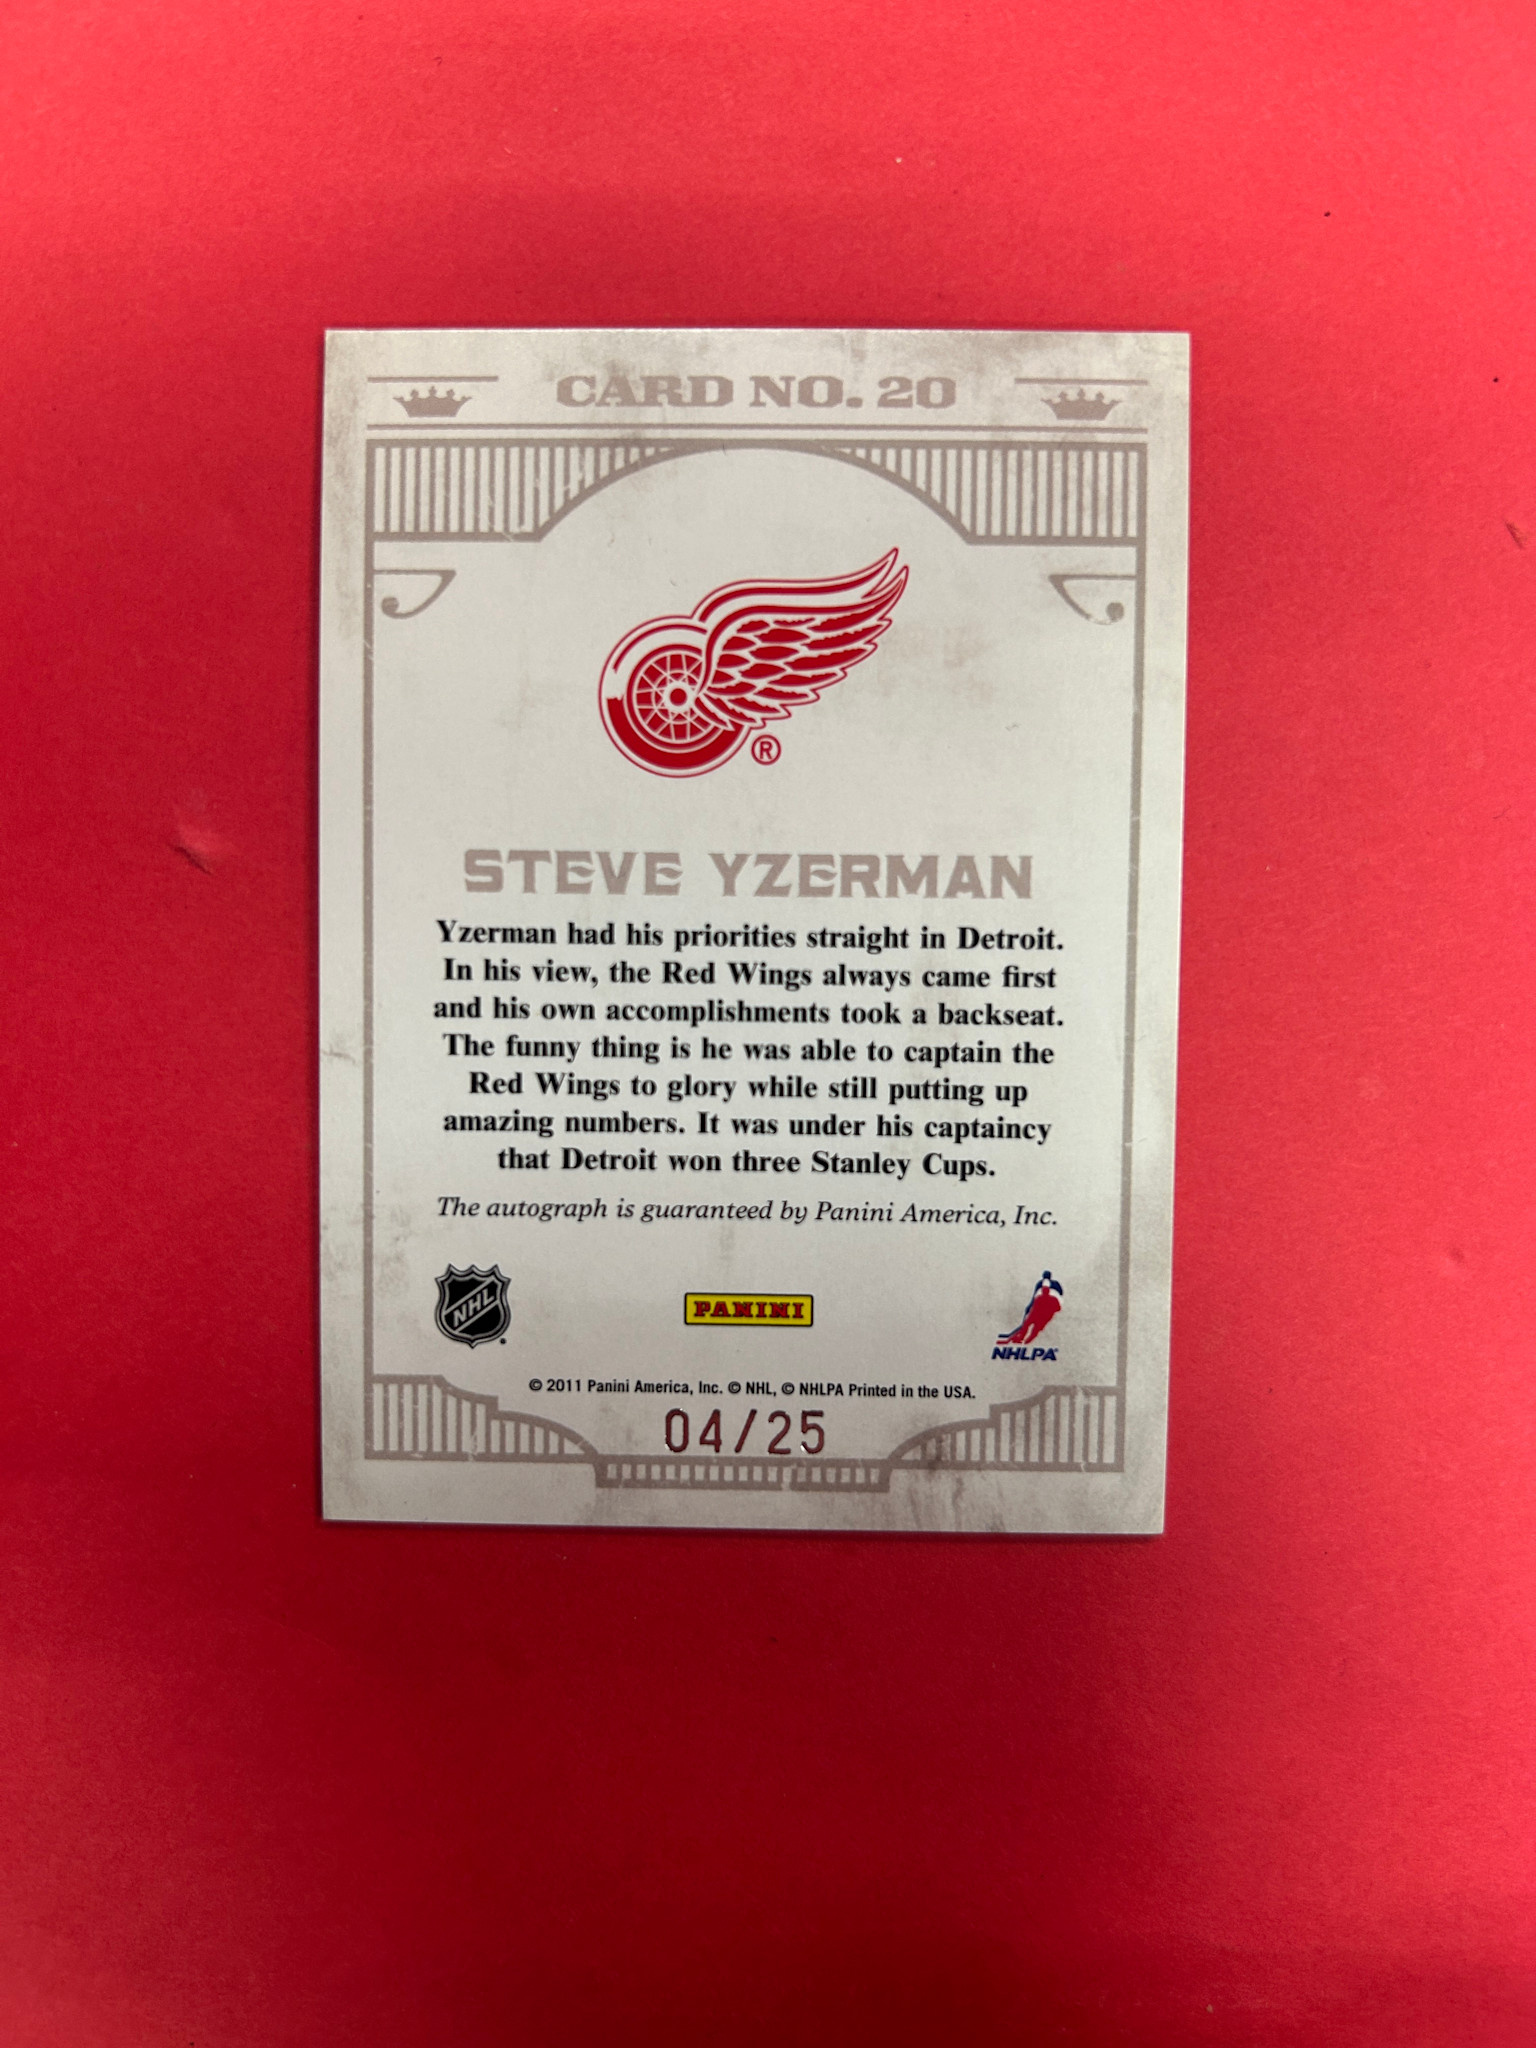 CARD NO. 20
®
STEVE YZERMAN
Yzerman had his priorities straight in Detroit.
In his view, the Red Wings always came first
and his own accomplishments took a backseat.
The funny thing is he was able to captain the
Red Wings to glory while still putting up
amazing numbers. It was under his captaincy
that Detroit won three Stanley Cups.
The autograph is guaranteed by Panini America, Inc.
NHL
PANINI
NHLPA
© 2011 Panini America, Inc. © NHL, © NHLPA Printed in the USA.
04/25